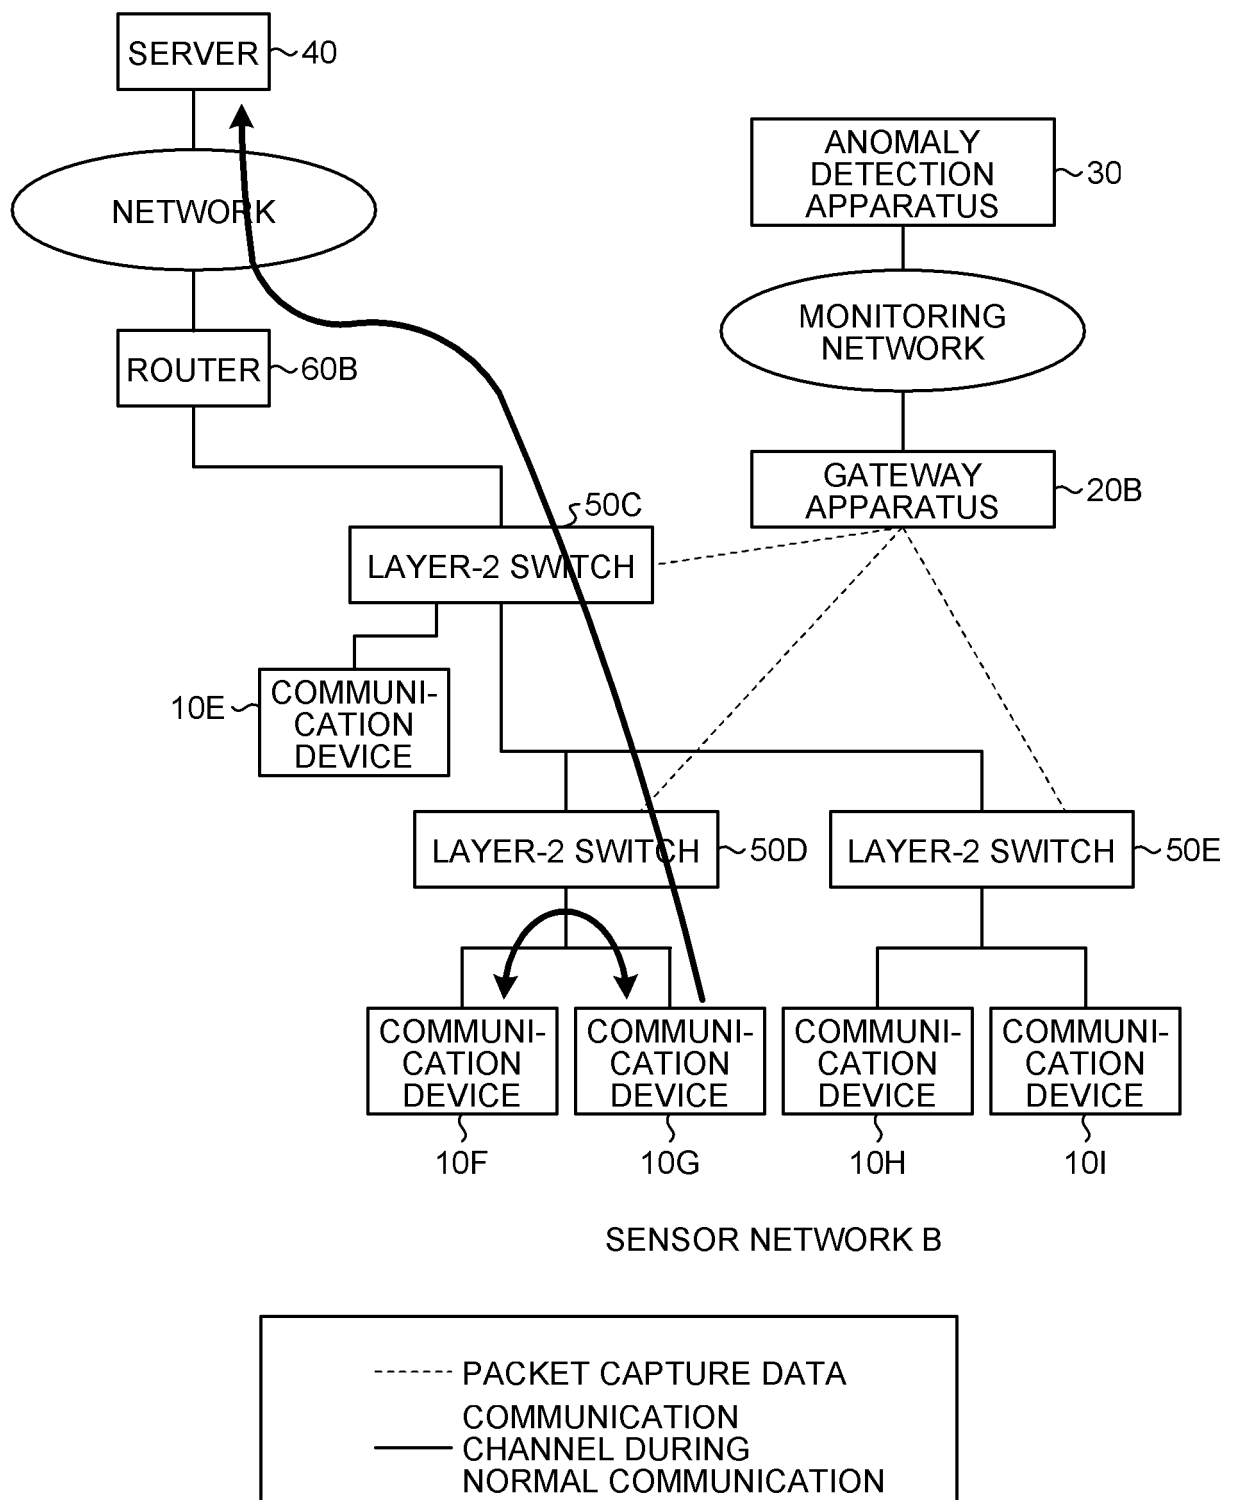 SERVER
40
NETWORK
ROUTER
60B
ANOMALY
DETECTION
APPARATUS
30
MONITORING
NETWORK
GATEWAY
APPARATUS
20B
50C
LAYER-2 SWITCH
10E
COMMUNI-
CATION
DEVICE
LAYER-2 SWITCH
50D
LAYER-2 SWITCH
50E
COMMUNI-
CATION
DEVICE
10F
COMMUNI-
CATION
DEVICE
10G
COMMUNI-
CATION
DEVICE
10H
COMMUNI-
CATION
DEVICE
10I
SENSOR NETWORK B
PACKET CAPTURE DATA
COMMUNICATION
CHANNEL DURING
NORMAL COMMUNICATION